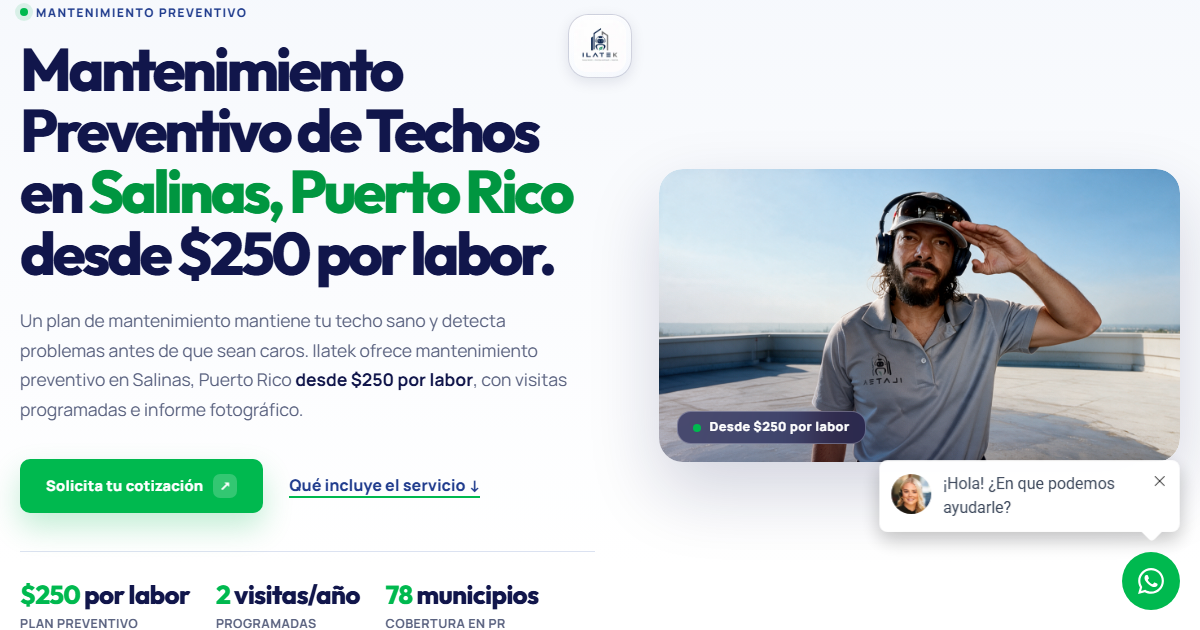 MANTENIMIENTO PREVENTIVO
ILATEK
Mantenimiento
Preventivo de Techos
en Salinas, Puerto Rico
desde $250 por labor.
Un plan de mantenimiento mantiene tu techo sano y detecta
problemas antes de que sean caros. Ilatek ofrece mantenimiento
preventivo en Salinas, Puerto Rico desde $250 por labor, con visitas
programadas e informe fotográfico.
Solicita tu cotización ↗
Qué incluye el servicio ↓
Desde $250 por labor
¡Hola! ¿En que podemos
ayudarle?
$250 por labor
PLAN PREVENTIVO
2 visitas/año
PROGRAMADAS
78 municipios
COBERTURA EN PR